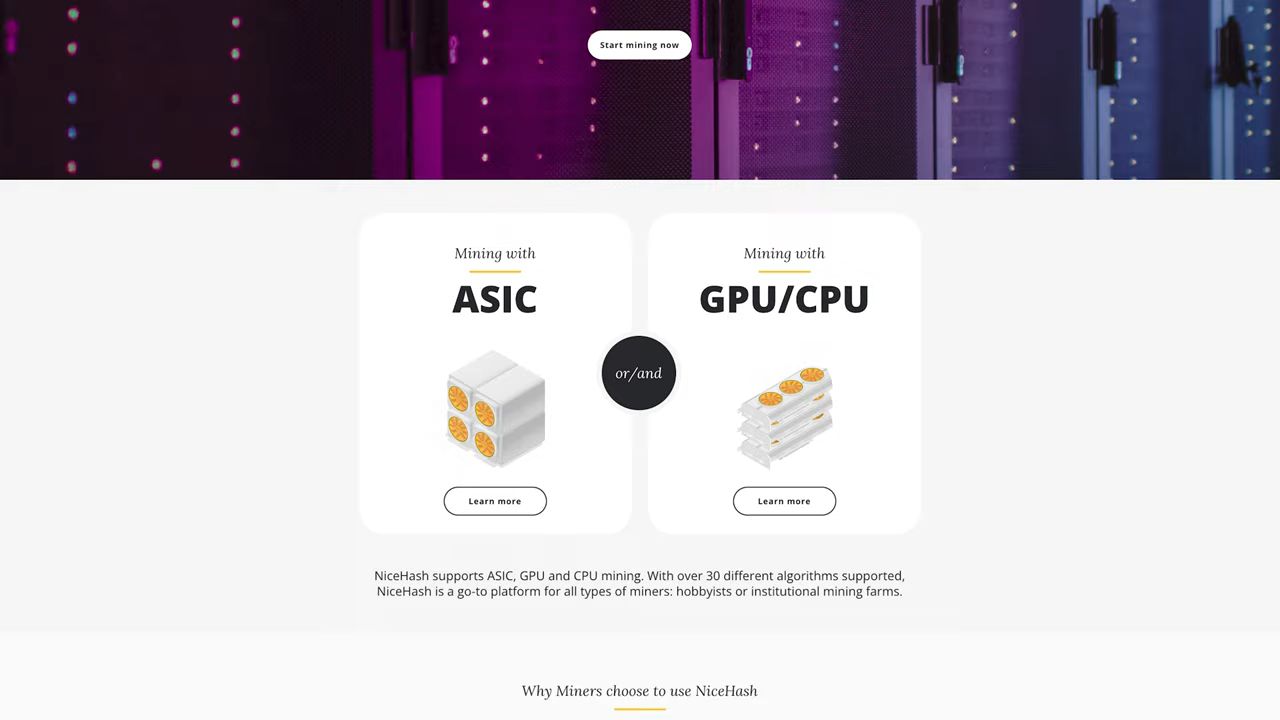 Start mining now
Mining with
ASIC
Learn more
or/and
Mining with
GPU/CPU
Learn more
NiceHash supports ASIC, GPU and CPU mining. With over 30 different algorithms supported,
NiceHash is a go-to platform for all types of miners: hobbyists or institutional mining farms.
Why Miners choose to use NiceHash